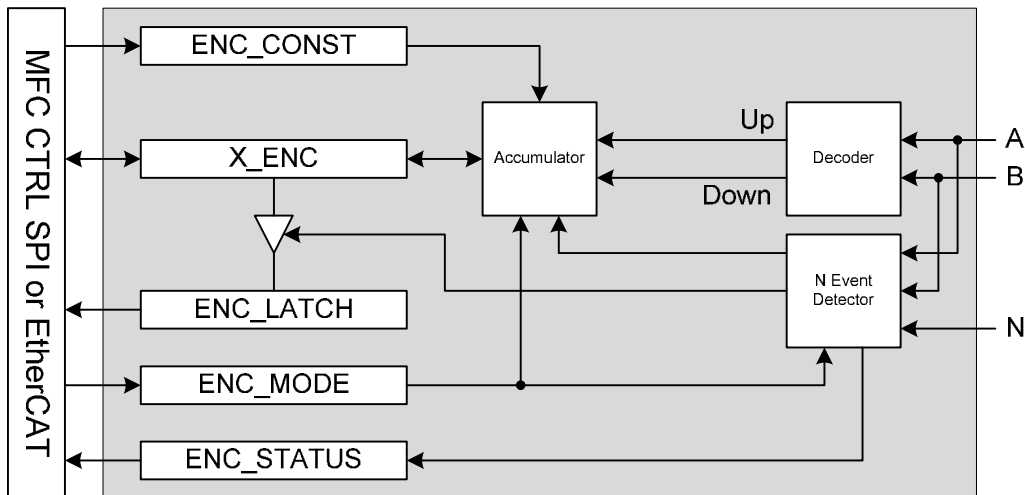 MFC CTRL SPI or EtherCAT
ENC_CONST
X_ENC
ENC_LATCH
ENC_MODE
ENC_STATUS
Accumulator
Up
Down
Decoder
N Event
Detector
A
B
N